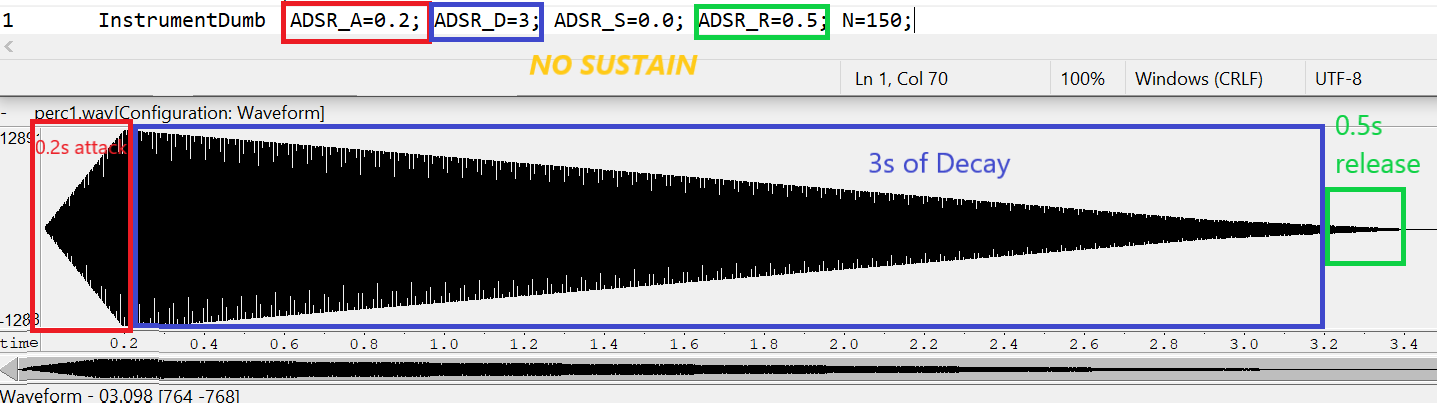 1 InstrumentDumb ADSR_A=0.2; ADSR_D=3; ADSR_S=0.0; ADSR_R=0.5; N=150;
NO SUSTAIN
Ln 1, Col 70 100% Windows (CRLF) UTF-8
- perc1.wav[Configuration: Waveform]
1289
0.2s attack
3s of Decay
0.5s
release
-1288
time 0.2 0.4 0.6 0.8 1.0 1.2 1.4 1.6 1.8 2.0 2.2 2.4 2.6 2.8 3.0 3.2 3.4
Waveform - 03.098 [764 -768]